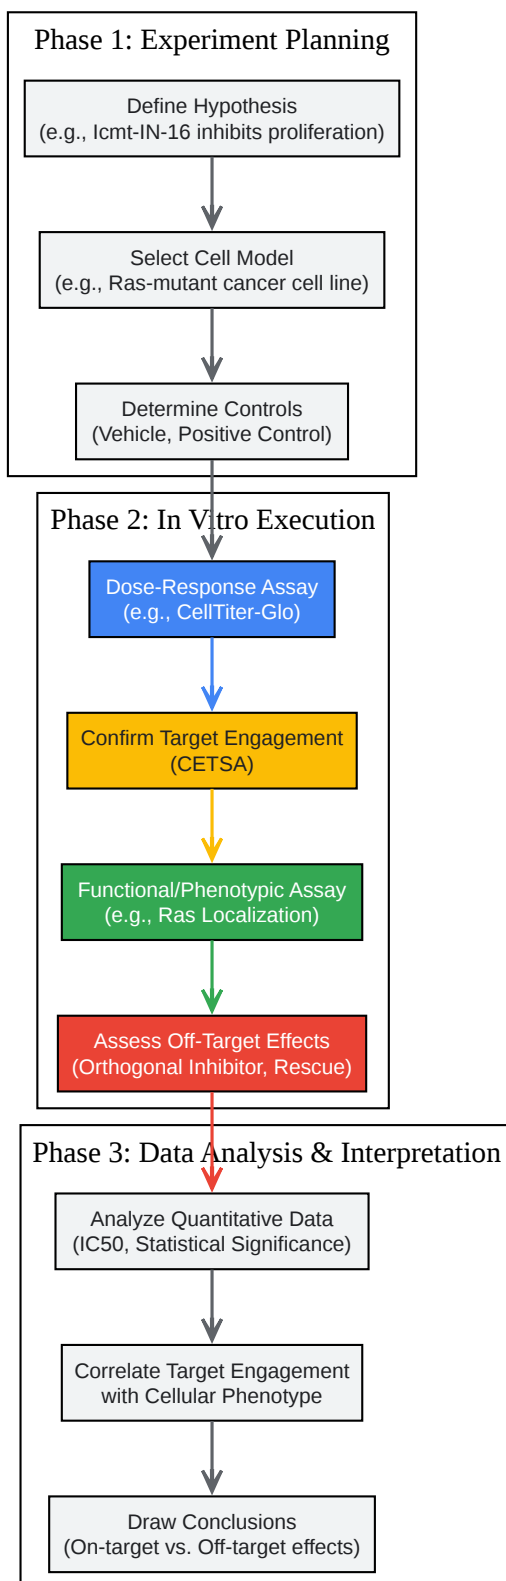 Phase 1: Experiment Planning
Define Hypothesis
(e.g., Icmt-IN-16 inhibits proliferation)
Select Cell Model
(e.g., Ras-mutant cancer cell line)
Determine Controls
(Vehicle, Positive Control)
Phase 2: In Vitro Execution
Dose-Response Assay
(e.g., CellTiter-Glo)
Confirm Target Engagement
(CETSA)
Functional/Phenotypic Assay
(e.g., Ras Localization)
Assess Off-Target Effects
(Orthogonal Inhibitor, Rescue)
Phase 3: Data Analysis & Interpretation
Analyze Quantitative Data
(IC50, Statistical Significance)
Correlate Target Engagement
with Cellular Phenotype
Draw Conclusions
(On-target vs. Off-target effects)